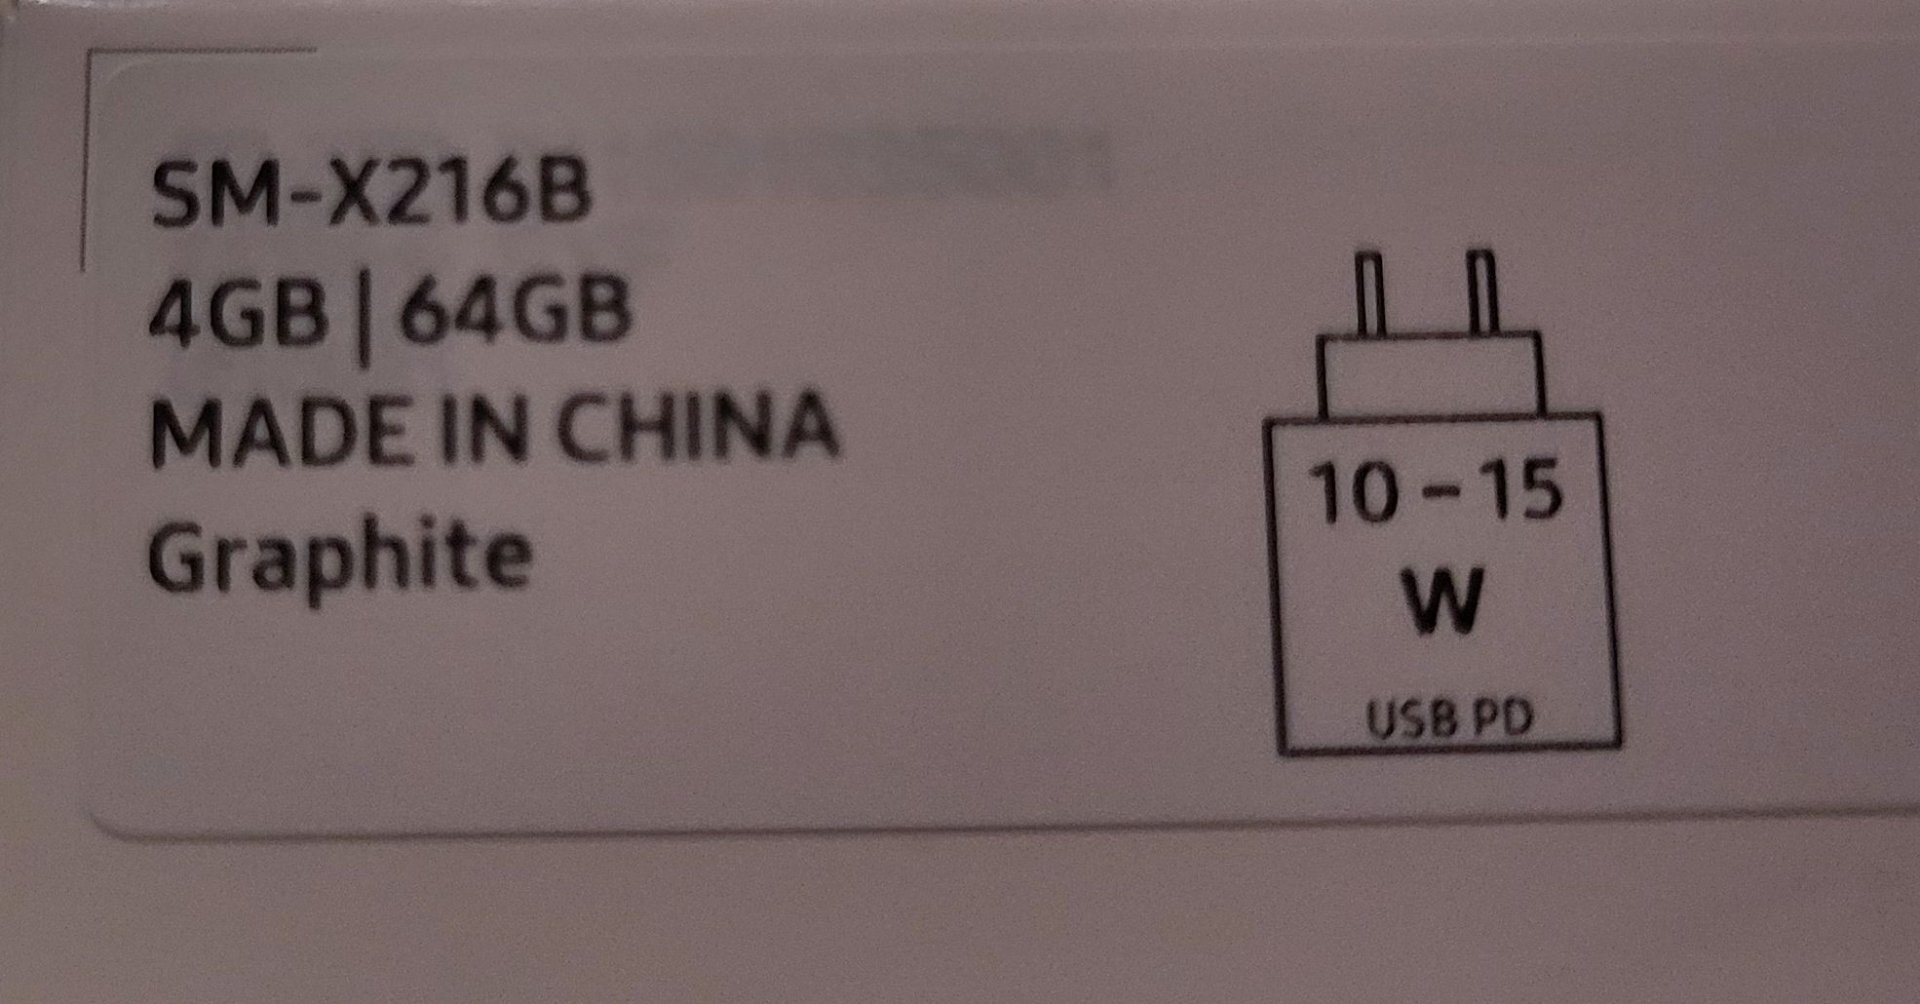 SM-X216B
4GB | 64GB
MADE IN CHINA
Graphite
10 – 15
W
USB PD